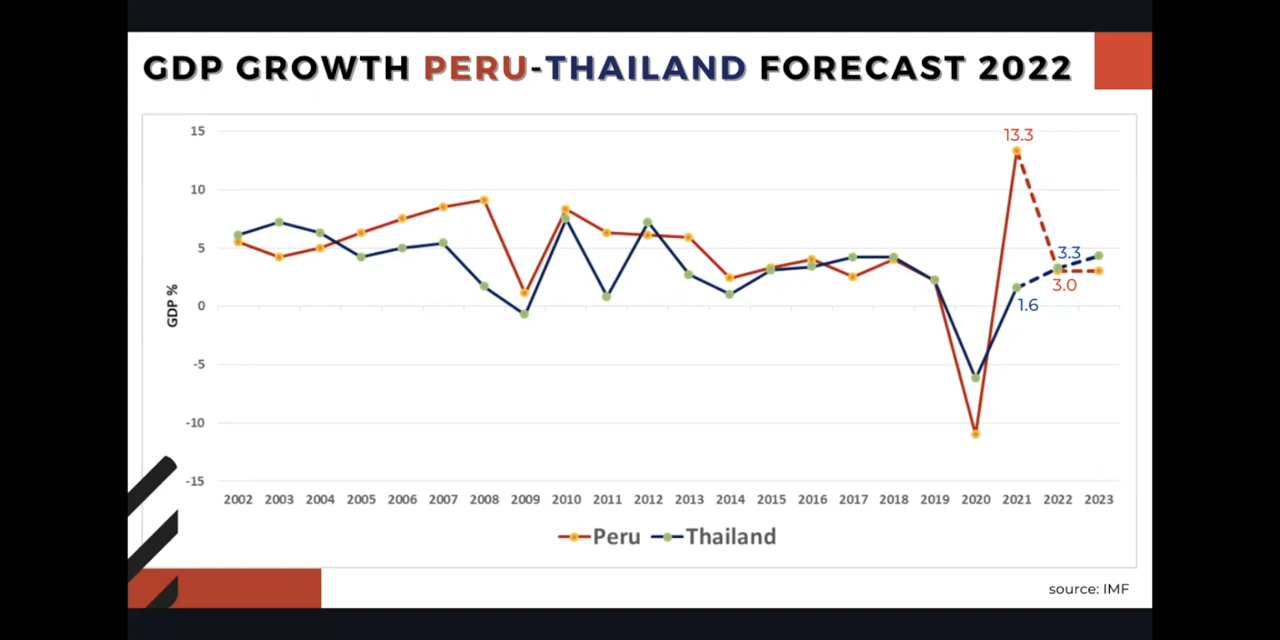 GDP GROWTH PERU-THAILAND FORECAST 2022
15
13.3
10
5
3.3
3.0
0
1.6
GDP %
-5
-10
-15
2002 2003 2004 2005 2006 2007 2008 2009 2010 2011 2012 2013 2014 2015 2016 2017 2018 2019 2020 2021 2022 2023
Peru Thailand
source: IMF